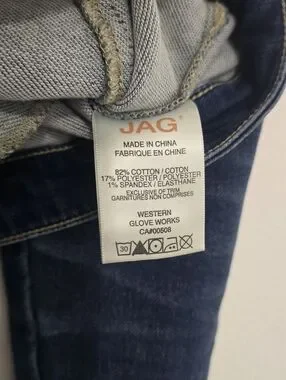 JAG
MADE IN CHINA
FABRIQUE EN CHINE
82% COTTON / COTON
17% POLYESTER / POLYESTER
1% SPANDEX / ELASTHANE
EXCLUSIVE OF TRIM
GARNITURES NON COMPRISES
WESTERN
GLOVE WORKS
CA#00508
30